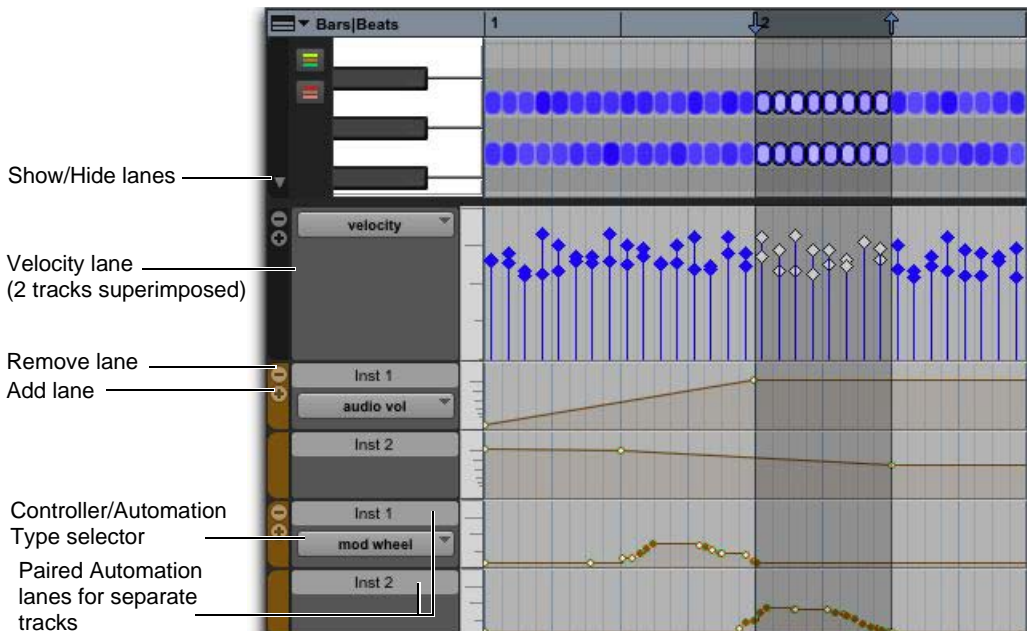 Bars|Beats
1
2
Show/Hide lanes
velocity
Velocity lane
(2 tracks superimposed)
Remove lane
Add lane
Inst 1
audio vol
Inst 2
Controller/Automation
Type selector
Inst 1
mod wheel
Paired Automation
lanes for separate
tracks
Inst 2